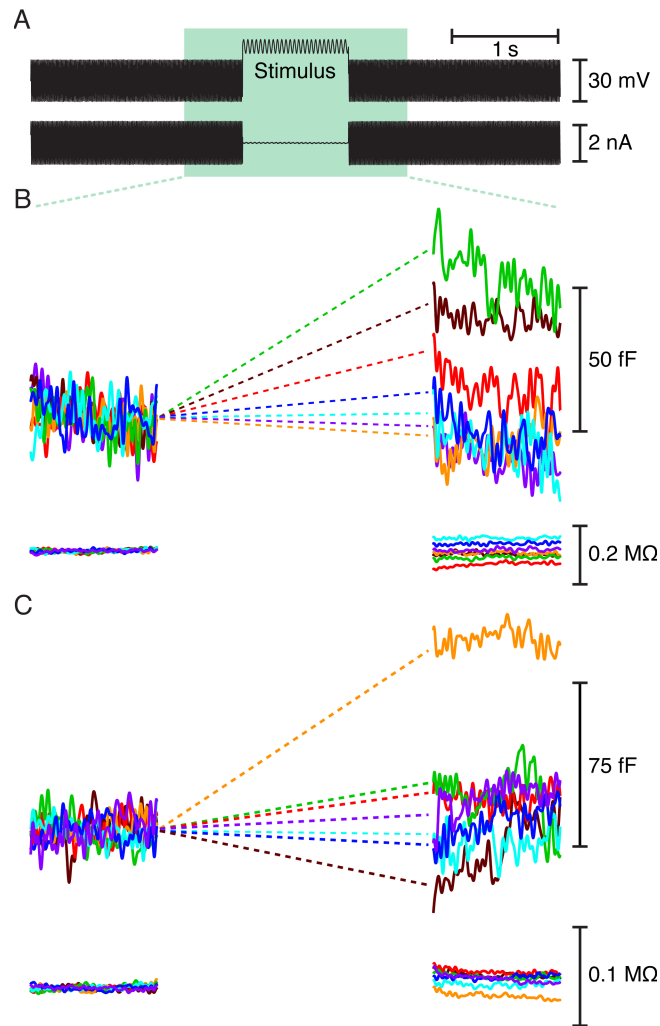 A
1 s
Stimulus
30 mV
2 nA
B
50 fF
0.2 MΩ
C
75 fF
0.1 MΩ